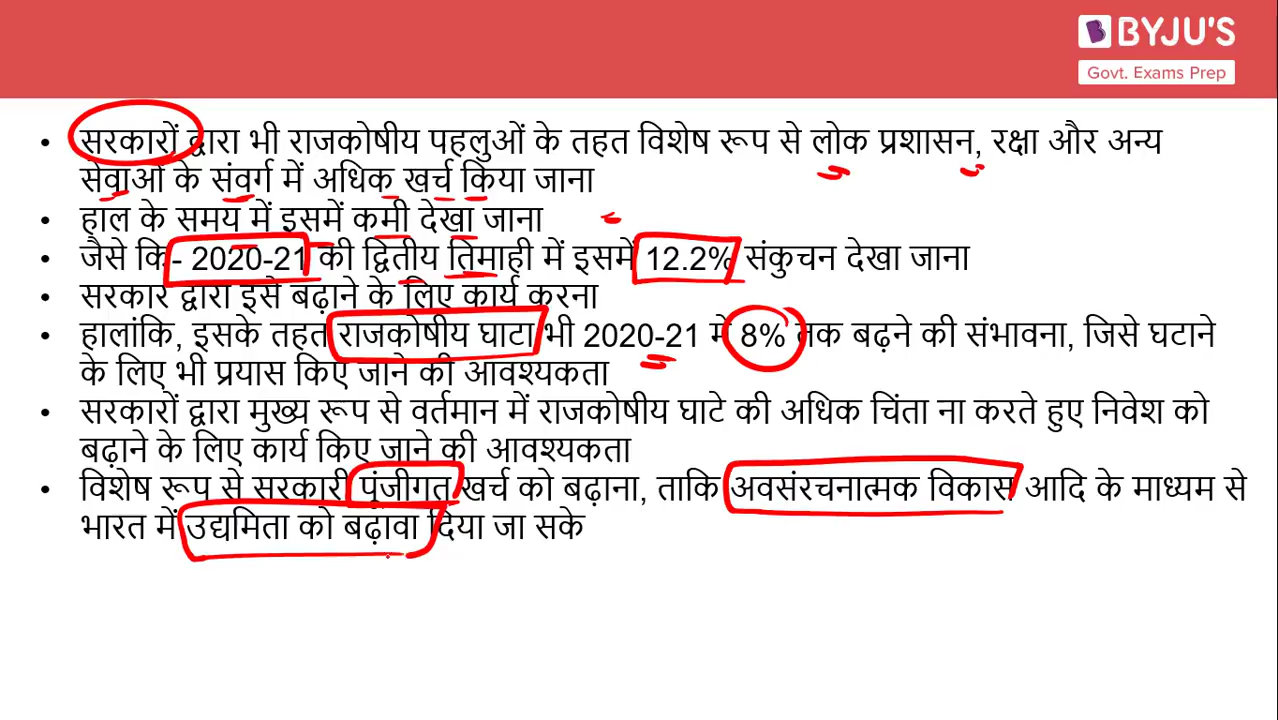 BYJU'S
Govt. Exams Prep
• सरकारों द्वारा भी राजकोषीय पहलुओं के तहत विशेष रूप से लोक प्रशासन, रक्षा और अन्य
सेवाओं के संवर्ग में अधिक खर्च किया जाना
• हाल के समय में इसमें कमी देखा जाना
• जैसे कि- 2020-21 की द्वितीय तिमाही में इसमें 12.2% संकुचन देखा जाना
• सरकार द्वारा इसे बढ़ाने के लिए कार्य करना
• हालांकि, इसके तहत राजकोषीय घाटा भी 2020-21 में 8% तक बढ़ने की संभावना, जिसे घटाने
के लिए भी प्रयास किए जाने की आवश्यकता
• सरकारों द्वारा मुख्य रूप से वर्तमान में राजकोषीय घाटे की अधिक चिंता ना करते हुए निवेश को
बढ़ाने के लिए कार्य किए जाने की आवश्यकता
• विशेष रूप से सरकारी पूंजीगत खर्च को बढ़ाना, ताकि अवसंरचनात्मक विकास आदि के माध्यम से
भारत में उद्यमिता को बढ़ावा दिया जा सके